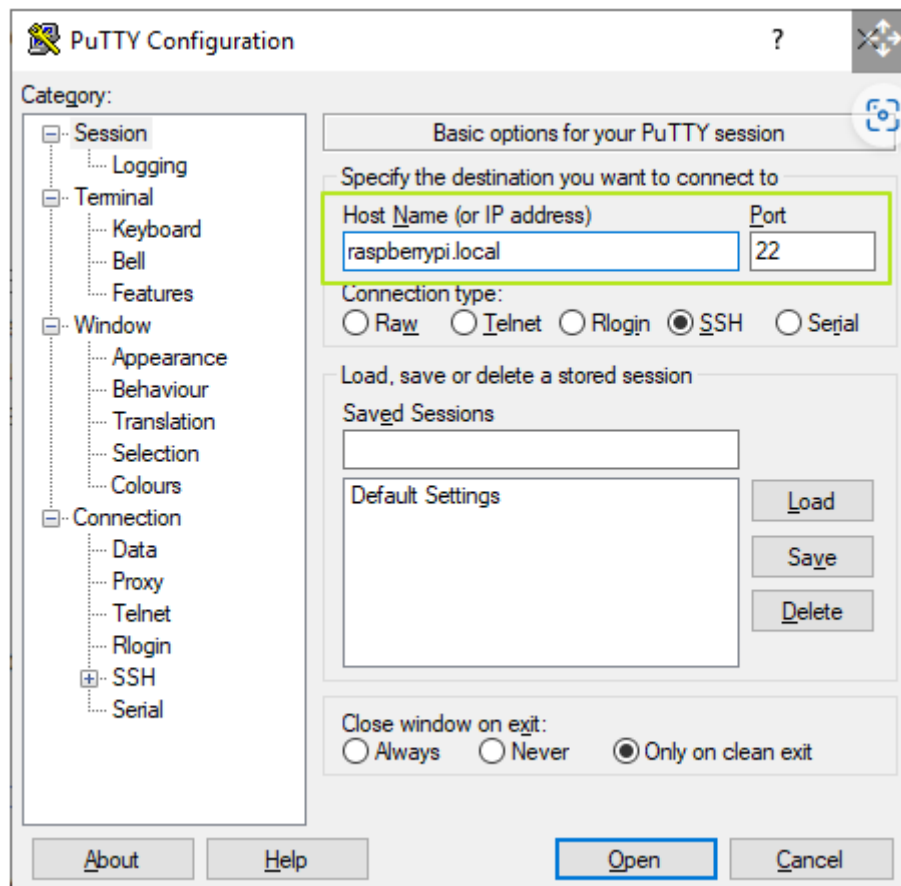 PuTTY Configuration
?
Category:
Session
Logging
Terminal
Keyboard
Bell
Features
Window
Appearance
Behaviour
Translation
Selection
Colours
Connection
Data
Proxy
Telnet
Rlogin
SSH
Serial
Basic options for your PuTTY session
Specify the destination you want to connect to
Host Name (or IP address) Port
raspberrypi.local 22
Connection type:
Raw Telnet Rlogin SSH Serial
Load, save or delete a stored session
Saved Sessions
Default Settings
Load
Save
Delete
Close window on exit:
Always Never Only on clean exit
About Help Open Cancel